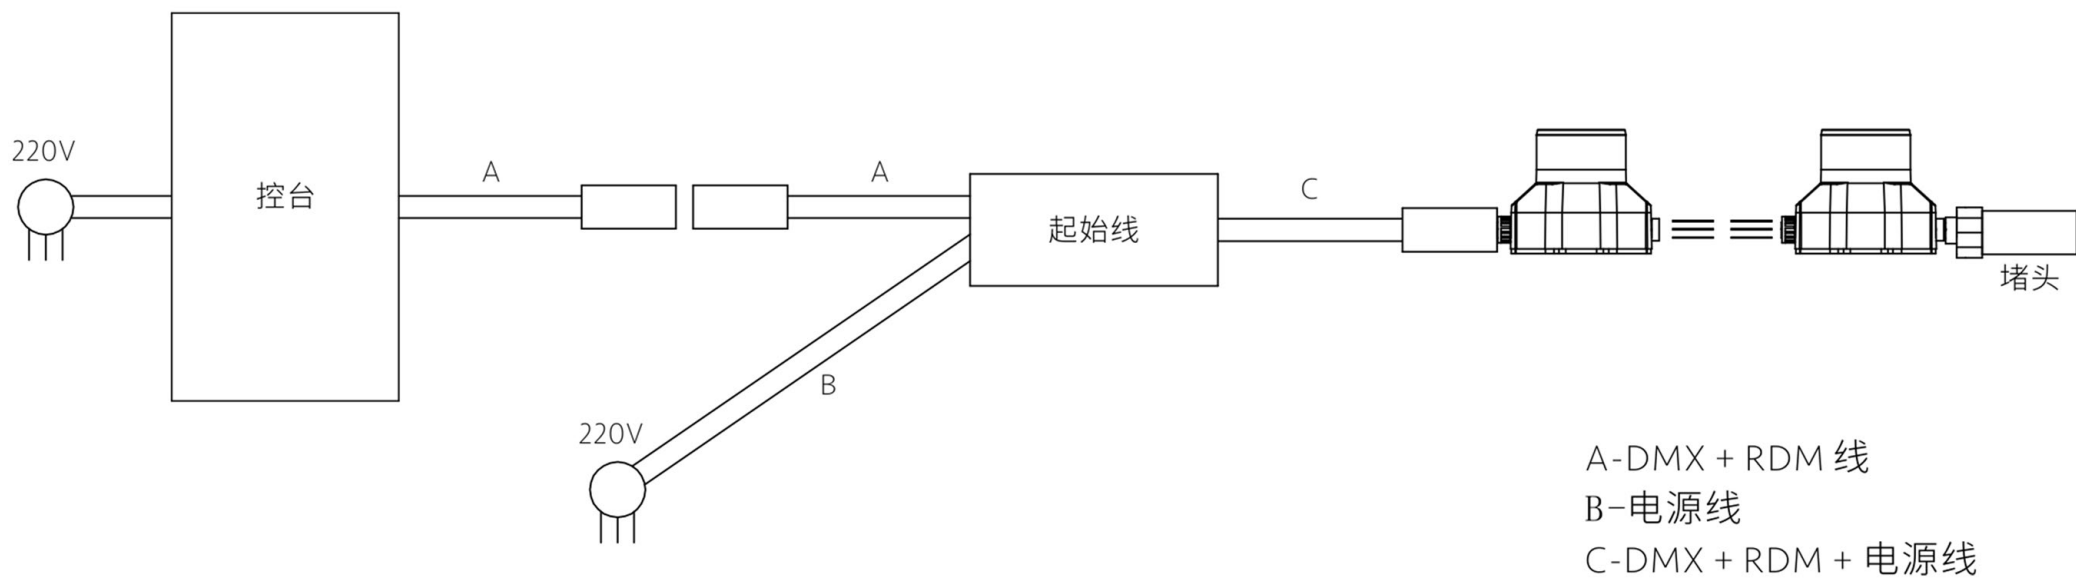 220V
控台
A
A
起始线
C
堵头
B
220V
A-DMX + RDM 线
B-电源线
C-DMX + RDM + 电源线